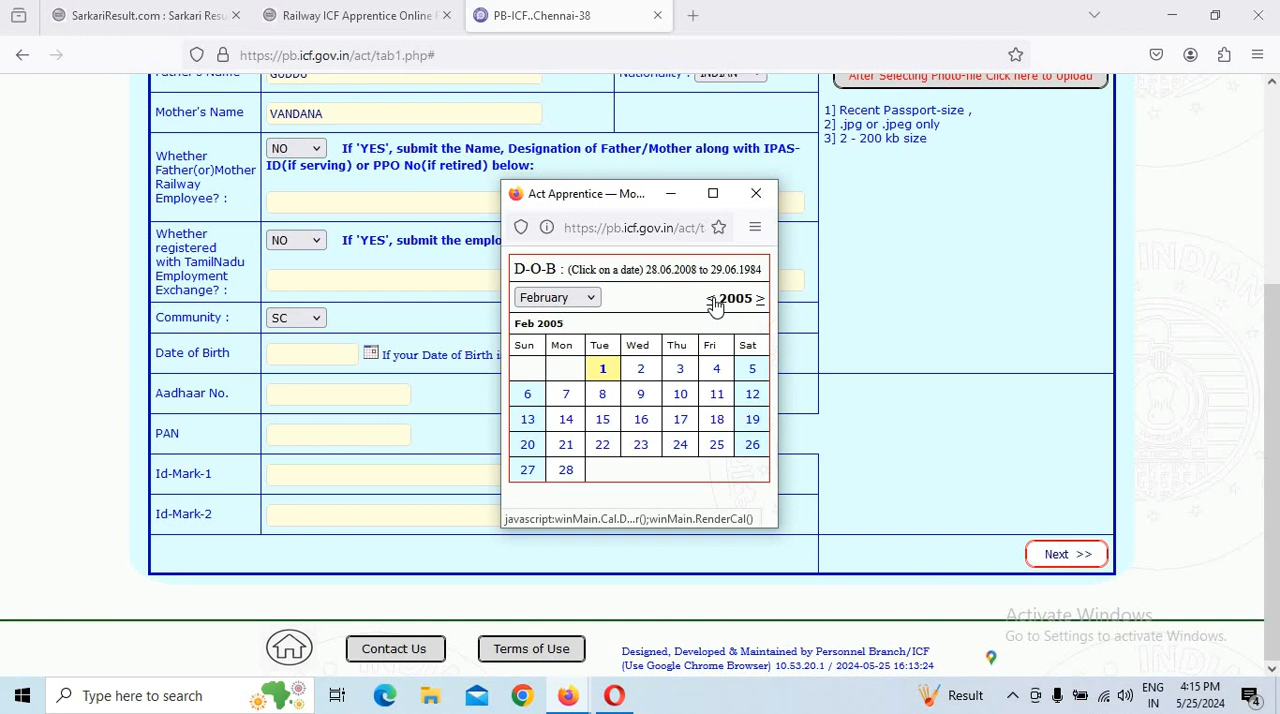 SarkariResult.com : Sarkari Resu
Railway ICF Apprentice Online F
PB-ICF..Chennai-38
https://pb.icf.gov.in/act/tab1.php#
Father's Name
GUDDU
Nationality :
INDIAN
After Selecting Photo-file Click here to Upload
Mother's Name
VANDANA
1] Recent Passport-size ,
2] .jpg or .jpeg only
3] 2 - 200 kb size
Whether
Father(or)Mother
Railway
Employee? :
NO
If 'YES', submit the Name, Designation of Father/Mother along with IPAS-
ID(if serving) or PPO No(if retired) below:
Whether
registered
with TamilNadu
Employment
Exchange? :
NO
If 'YES', submit the emplo
Community :
SC
Date of Birth
If your Date of Birth is
Aadhaar No.
PAN
Id-Mark-1
Id-Mark-2
Next >>
Act Apprentice — Mo...
https://pb.icf.gov.in/act/t
D-O-B : (Click on a date) 28.06.2008 to 29.06.1984
February
< 2005 >
Feb 2005
Sun Mon Tue Wed Thu Fri Sat
1 2 3 4 5
6 7 8 9 10 11 12
13 14 15 16 17 18 19
20 21 22 23 24 25 26
27 28
javascript:winMain.Cal.D...r();winMain.RenderCal()
Activate Windows
Go to Settings to activate Windows.
Contact Us
Terms of Use
Designed, Developed & Maintained by Personnel Branch/ICF
(Use Google Chrome Browser) 10.53.20.1 / 2024-05-25 16:13:24
Type here to search
Result
ENG
IN
4:15 PM
5/25/2024
4